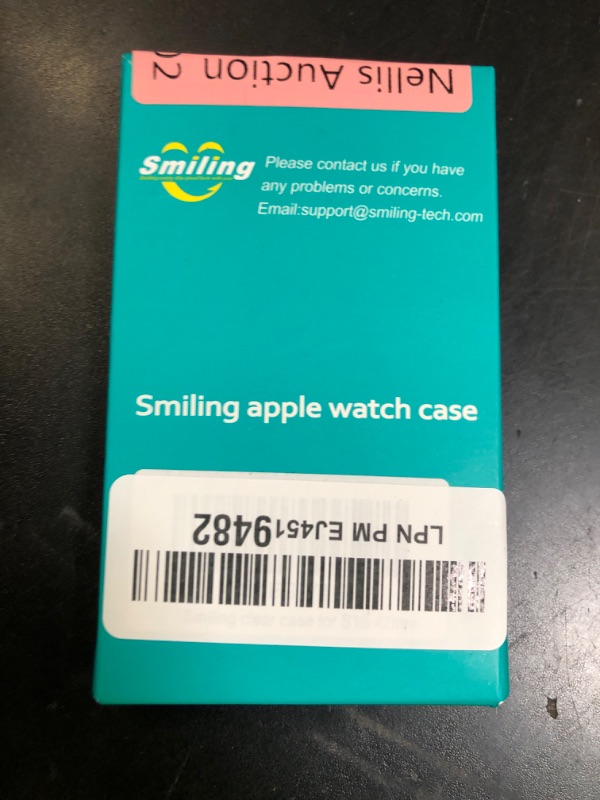 Nellis Auction 2
Smiling
Please contact us if you have
any problems or concerns.
Email:support@smiling-tech.com
Smiling apple watch case
LPN PM EJ4519482